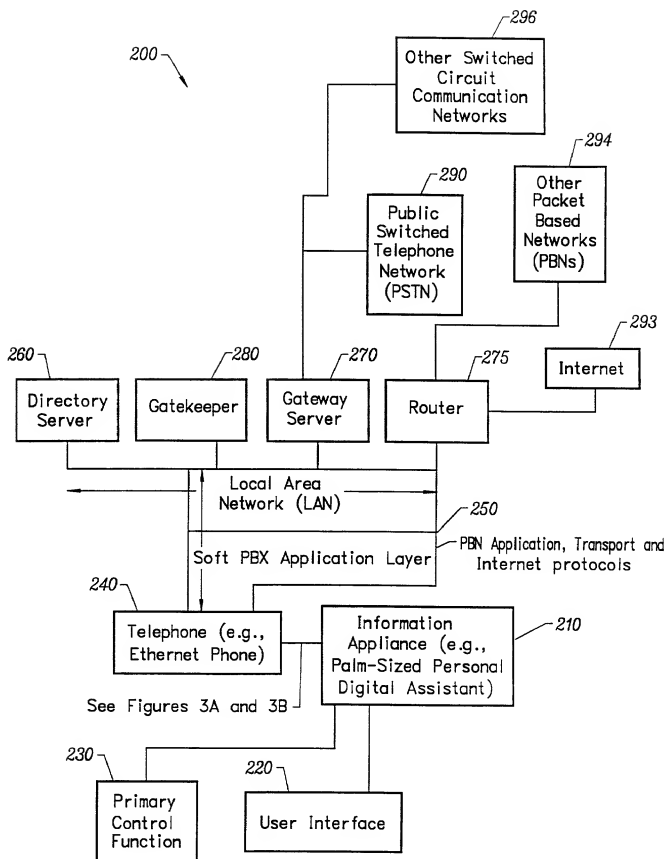 296
200
Other Switched
Circuit
Communication
Networks
294
290
Other
Packet
Based
Networks
(PBNs)
Public
Switched
Telephone
Network
(PSTN)
293
260
280
270
275
Internet
Directory
Server
Gatekeeper
Gateway
Server
Router
Local Area
Network (LAN)
250
Soft PBX Application Layer
PBN Application, Transport and
Internet protocols
240
210
Telephone (e.g.,
Ethernet Phone)
Information
Appliance (e.g.,
Palm-Sized Personal
Digital Assistant)
See Figures 3A and 3B
230
220
Primary
Control
Function
User Interface